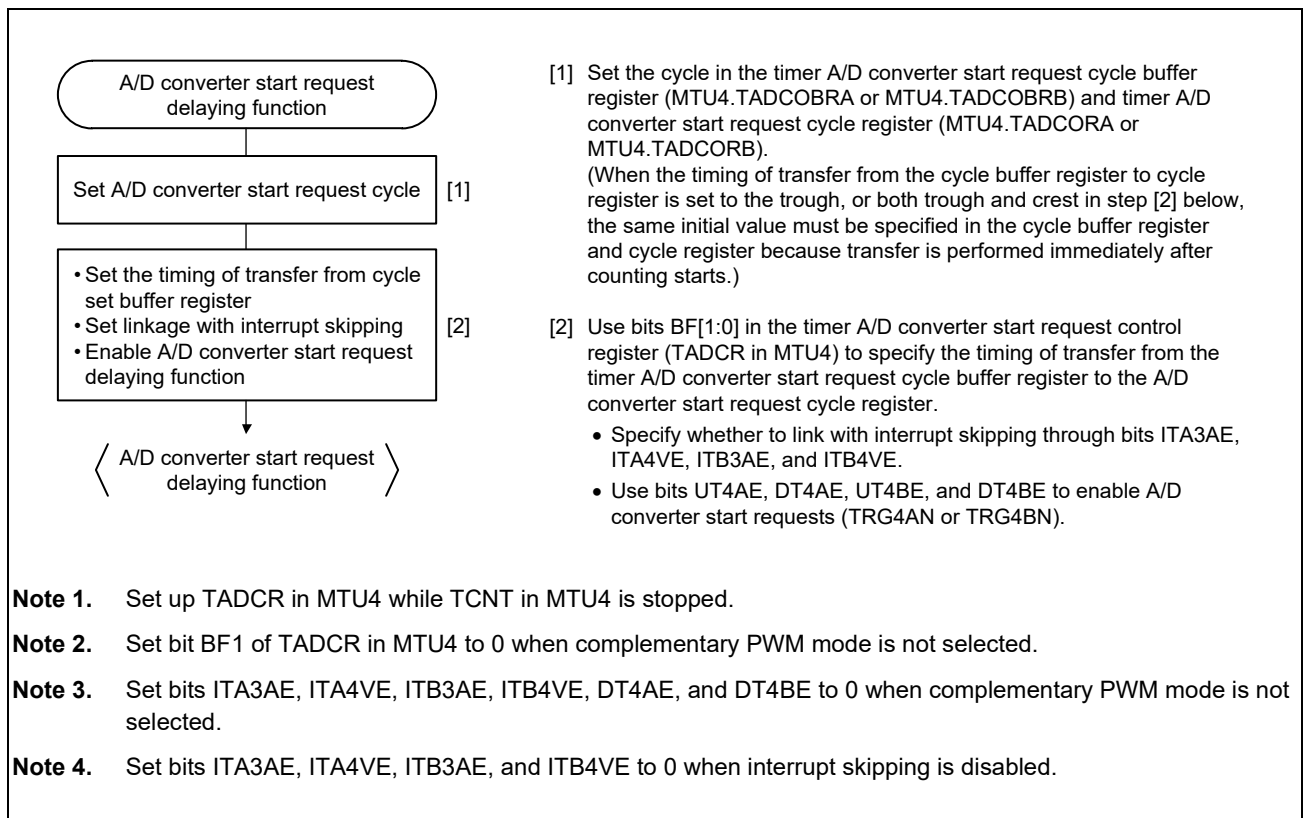 A/D converter start request
delaying function
Set A/D converter start request cycle
[1]
• Set the timing of transfer from cycle
set buffer register
• Set linkage with interrupt skipping
• Enable A/D converter start request
delaying function
[2]
A/D converter start request
delaying function
[1] Set the cycle in the timer A/D converter start request cycle buffer
register (MTU4.TADCOBRA or MTU4.TADCOBRB) and timer A/D
converter start request cycle register (MTU4.TADCORA or
MTU4.TADCORB).
(When the timing of transfer from the cycle buffer register to cycle
register is set to the trough, or both trough and crest in step [2] below,
the same initial value must be specified in the cycle buffer register
and cycle register because transfer is performed immediately after
counting starts.)
[2] Use bits BF[1:0] in the timer A/D converter start request control
register (TADCR in MTU4) to specify the timing of transfer from the
timer A/D converter start request cycle buffer register to the A/D
converter start request cycle register.
• Specify whether to link with interrupt skipping through bits ITA3AE,
ITA4VE, ITB3AE, and ITB4VE.
• Use bits UT4AE, DT4AE, UT4BE, and DT4BE to enable A/D
converter start requests (TRG4AN or TRG4BN).
Note 1. Set up TADCR in MTU4 while TCNT in MTU4 is stopped.
Note 2. Set bit BF1 of TADCR in MTU4 to 0 when complementary PWM mode is not selected.
Note 3. Set bits ITA3AE, ITA4VE, ITB3AE, ITB4VE, DT4AE, and DT4BE to 0 when complementary PWM mode is not
selected.
Note 4. Set bits ITA3AE, ITA4VE, ITB3AE, and ITB4VE to 0 when interrupt skipping is disabled.